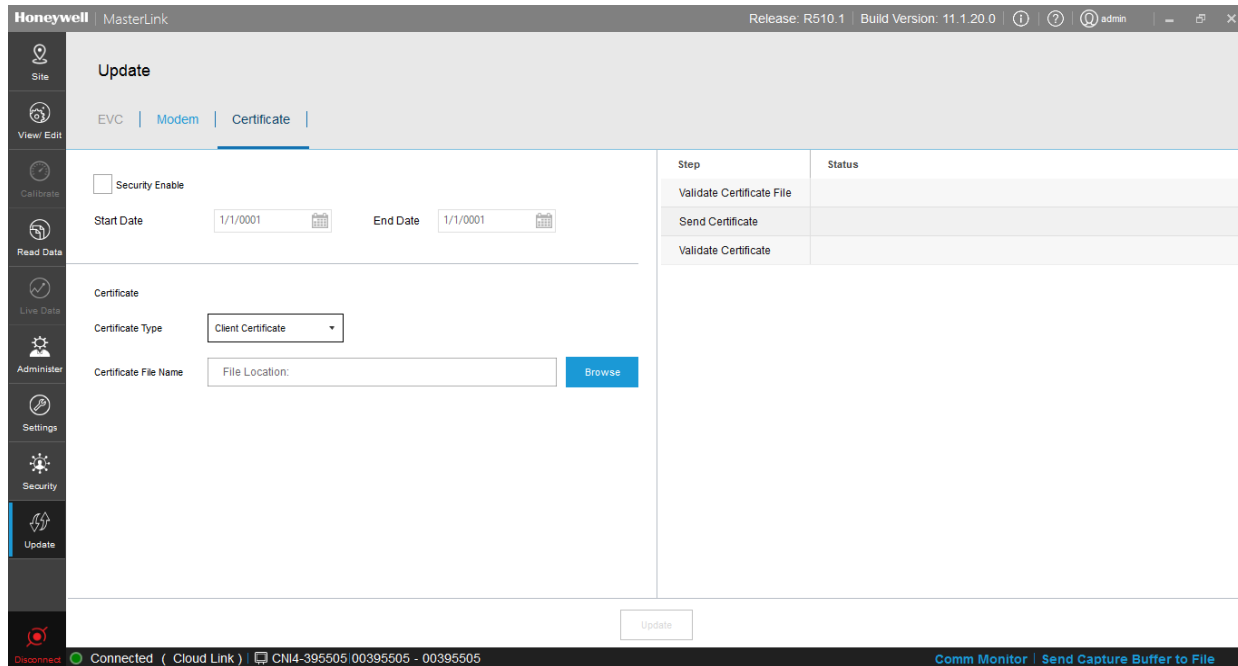 Honeywell | MasterLink
Release: R510.1 | Build Version: 11.1.20.0 | admin
Site
View/ Edit
Calibrate
Read Data
Live Data
Administer
Settings
Security
Update
Disconnect
Update
EVC | Modem | Certificate |
Security Enable
Start Date 1/1/0001 End Date 1/1/0001
Certificate
Certificate Type Client Certificate
Certificate File Name File Location: Browse
Step Status
Validate Certificate File
Send Certificate
Validate Certificate
Update
Connected ( Cloud Link ) | CNI4-395505|00395505 - 00395505
Comm Monitor | Send Capture Buffer to File